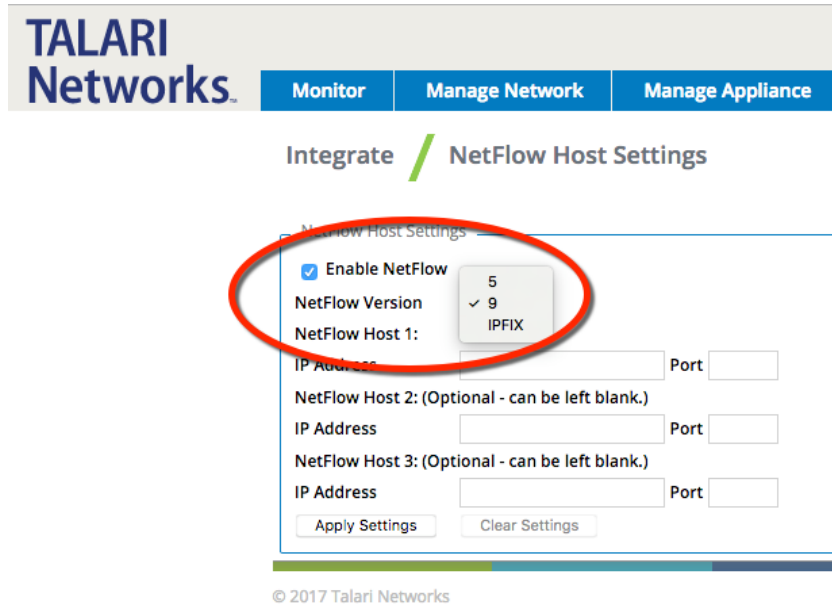 TALARI
Networks™
Monitor Manage Network Manage Appliance
Integrate / NetFlow Host Settings
NetFlow Host Settings
Enable NetFlow
5
NetFlow Version ✓ 9
IPFIX
NetFlow Host 1:
IP Address Port
NetFlow Host 2: (Optional - can be left blank.)
IP Address Port
NetFlow Host 3: (Optional - can be left blank.)
IP Address Port
Apply Settings Clear Settings
© 2017 Talari Networks